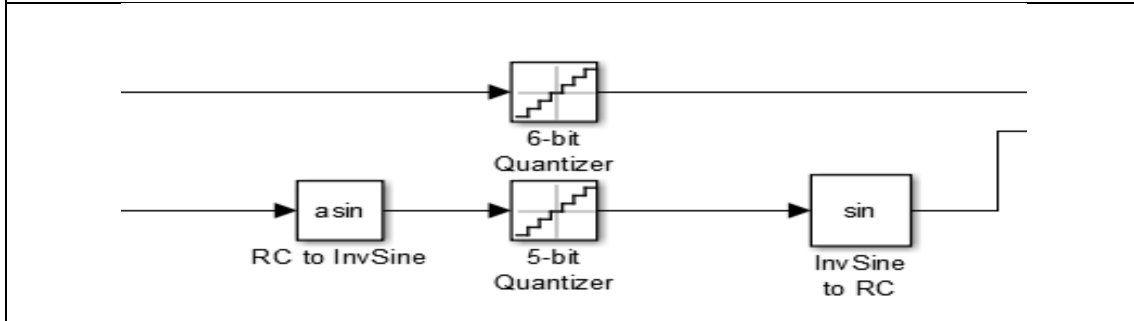 6-bit
Quantizer
asin
sin
RC to InvSine
5-bit
Quantizer
InvSine
to RC